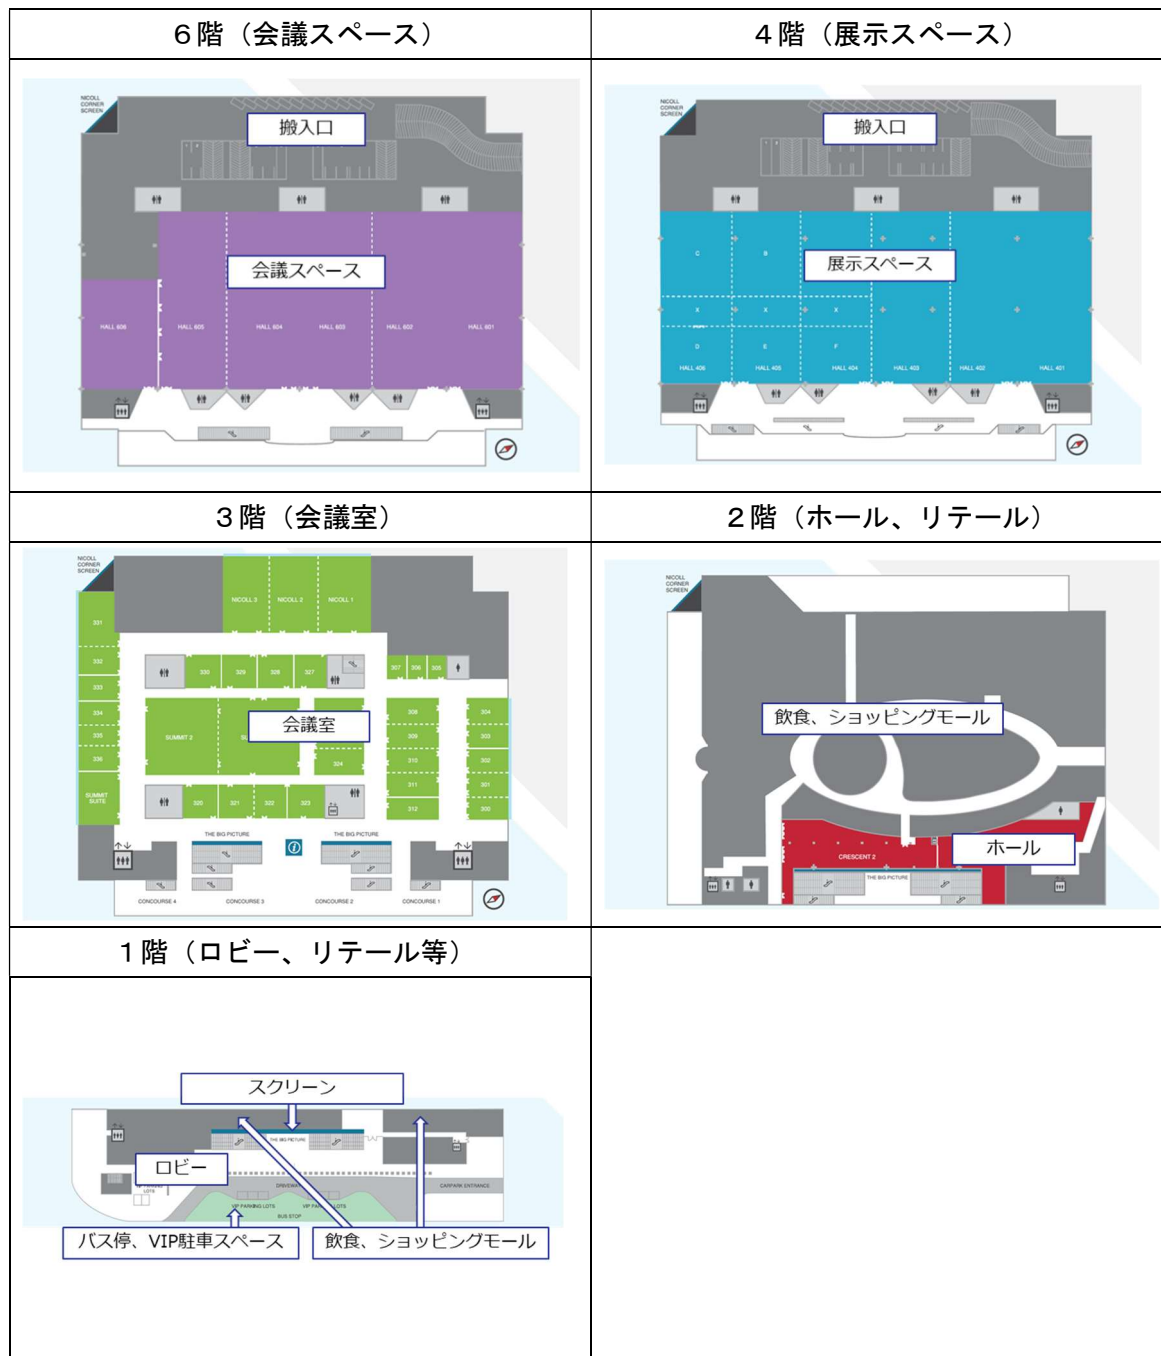 ６階（会議スペース）
４階（展示スペース）
NICOLL
CORNER
SCREEN
搬入口
会議スペース
HALL 606
HALL 605
HALL 604
HALL 603
HALL 602
HALL 601
NICOLL
CORNER
SCREEN
搬入口
C
B
展示スペース
X
X
X
D
E
F
HALL 406
HALL 405
HALL 404
HALL 403
HALL 402
HALL 401
３階（会議室）
２階（ホール、リテール）
NICOLL
CORNER
SCREEN
NICOLL 3
NICOLL 2
NICOLL 1
331
332
333
334
335
336
SUMMIT
SUITE
330
329
328
327
307
306
305
SUMMIT 2
会議室
324
308
309
310
311
312
304
303
302
301
300
320
321
322
323
THE BIG PICTURE
THE BIG PICTURE
CONCOURSE 4
CONCOURSE 3
CONCOURSE 2
CONCOURSE 1
NICOLL
CORNER
SCREEN
飲食、ショッピングモール
ホール
CRESCENT 2
THE BIG PICTURE
１階（ロビー、リテール等）
スクリーン
THE BIG PICTURE
ロビー
LOTS
DRIVEWAY
CARPARK ENTRANCE
VIP PARKING LOTS
VIP PARKING LOTS
BUS STOP
バス停、VIP駐車スペース
飲食、ショッピングモール